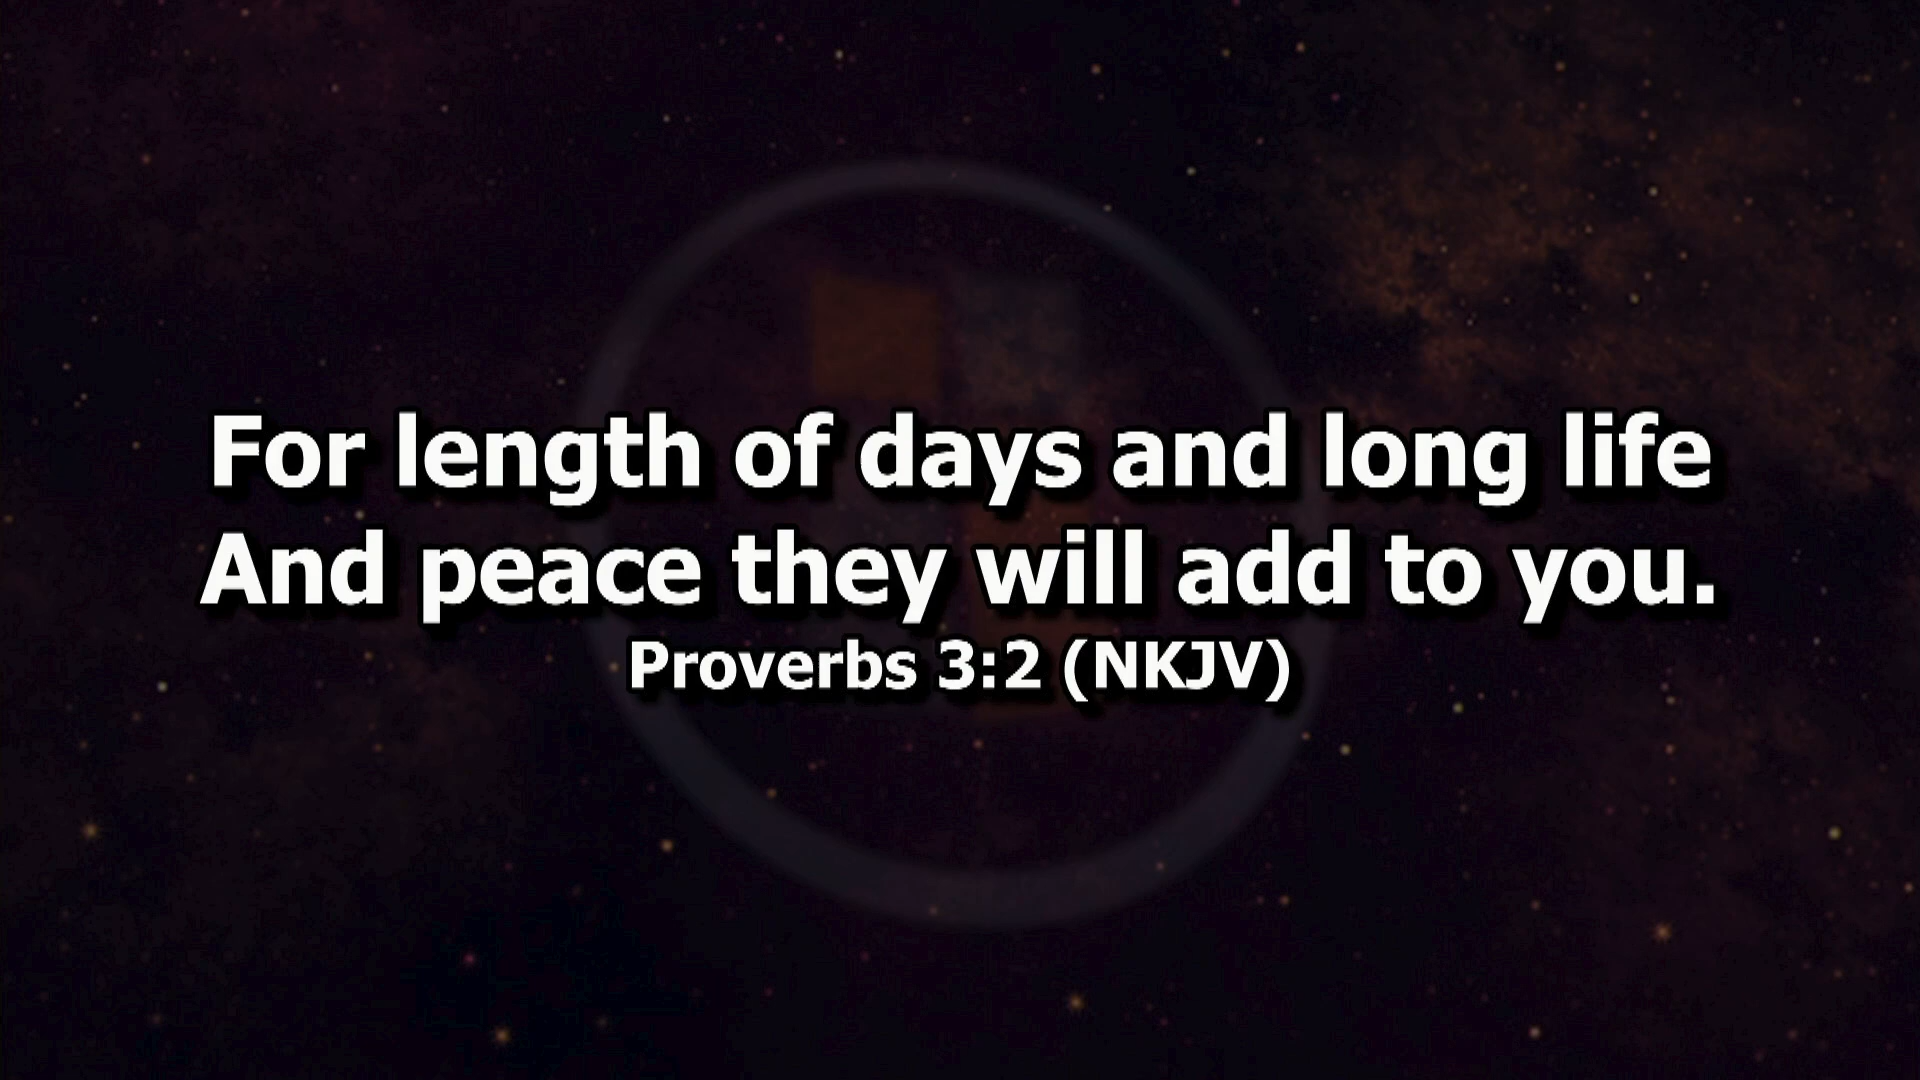 For length of days and long life
And peace they will add to you.
Proverbs 3:2 (NKJV)